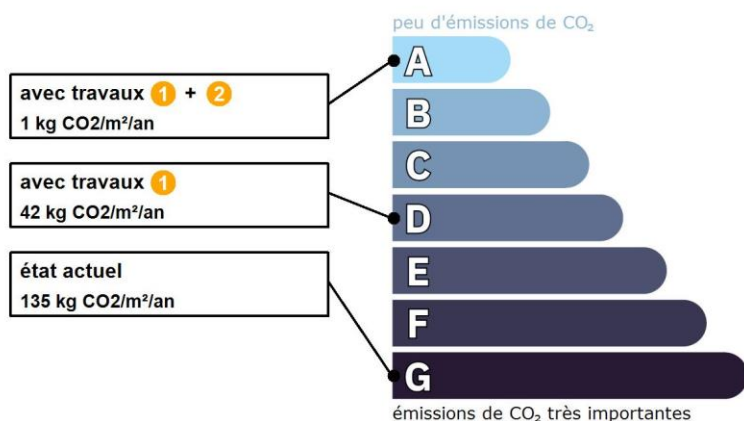 peu d'émissions de CO₂
A
avec travaux 1 + 2
1 kg CO2/m²/an
B
C
avec travaux 1
42 kg CO2/m²/an
D
E
état actuel
135 kg CO2/m²/an
F
G
émissions de CO₂ très importantes